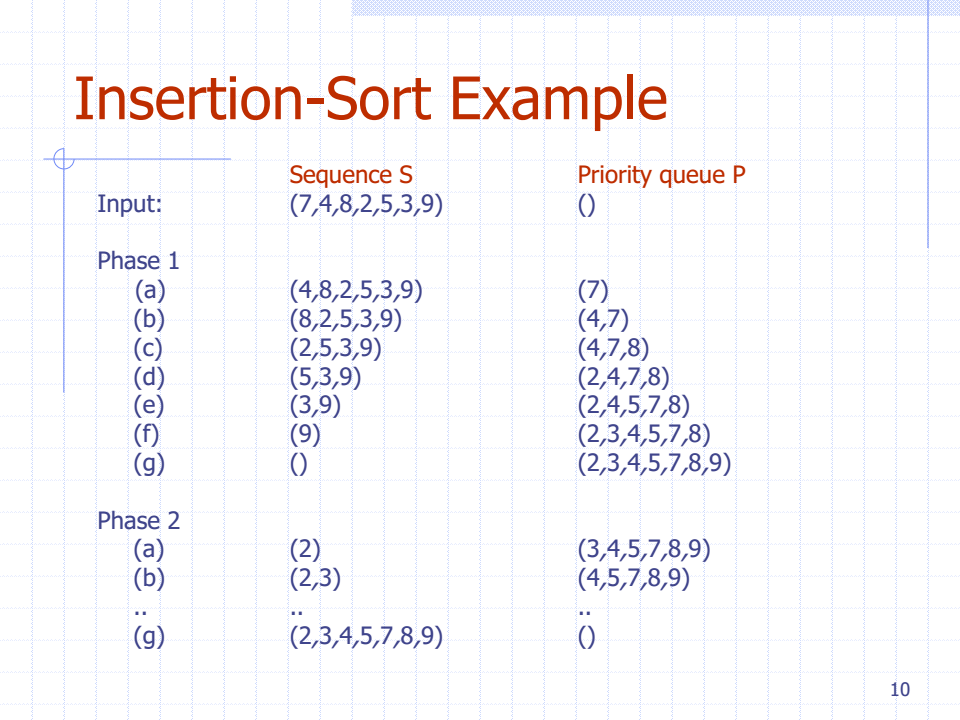 Insertion-Sort Example
Sequence S Priority queue P
Input: (7,4,8,2,5,3,9) ()
Phase 1
(a) (4,8,2,5,3,9) (7)
(b) (8,2,5,3,9) (4,7)
(c) (2,5,3,9) (4,7,8)
(d) (5,3,9) (2,4,7,8)
(e) (3,9) (2,4,5,7,8)
(f) (9) (2,3,4,5,7,8)
(g) () (2,3,4,5,7,8,9)
Phase 2
(a) (2) (3,4,5,7,8,9)
(b) (2,3) (4,5,7,8,9)
.. .. ..
(g) (2,3,4,5,7,8,9) ()
10